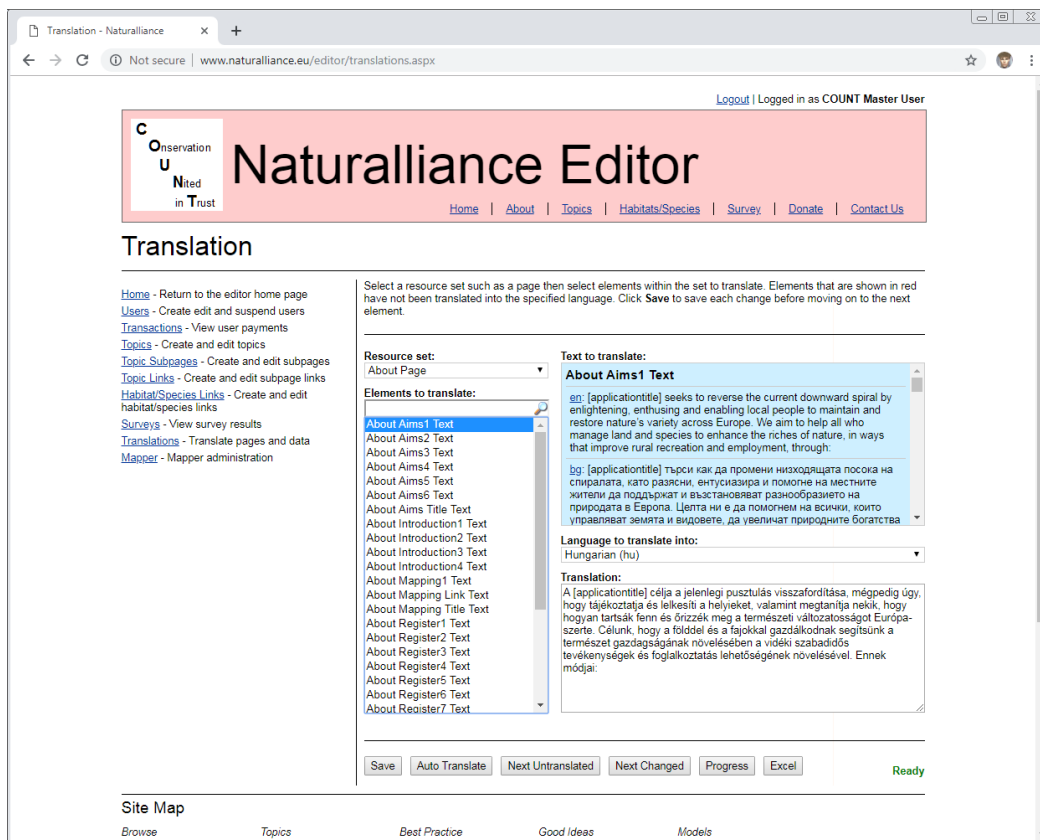 Translation - Naturalliance
Not secure | www.naturalliance.eu/editor/translations.aspx
Logout | Logged in as COUNT Master User
COnservation
UNited
in Trust
Naturalliance Editor
Home | About | Topics | Habitats/Species | Survey | Donate | Contact Us
Translation
Home - Return to the editor home page
Users - Create edit and suspend users
Transactions - View user payments
Topics - Create and edit topics
Topic Subpages - Create and edit subpages
Topic Links - Create and edit subpage links
Habitat/Species Links - Create and edit
habitat/species links
Surveys - View survey results
Translations - Translate pages and data
Mapper - Mapper administration
Select a resource set such as a page then select elements within the set to translate. Elements that are shown in red
have not been translated into the specified language. Click Save to save each change before moving on to the next
element.
Resource set:
About Page
Elements to translate:
About Aims1 Text
About Aims2 Text
About Aims3 Text
About Aims4 Text
About Aims5 Text
About Aims6 Text
About Aims Title Text
About Introduction1 Text
About Introduction2 Text
About Introduction3 Text
About Introduction4 Text
About Mapping1 Text
About Mapping Link Text
About Mapping Title Text
About Register1 Text
About Register2 Text
About Register3 Text
About Register4 Text
About Register5 Text
About Register6 Text
About Register7 Text
Text to translate:
About Aims1 Text
en: [applicationtitle] seeks to reverse the current downward spiral by
enlightening, enthusing and enabling local people to maintain and
restore nature's variety across Europe. We aim to help all who
manage land and species to enhance the riches of nature, in ways
that improve rural recreation and employment, through:
bg: [applicationtitle] търси как да промени низходящата посока на
спиралата, като разясни, ентусиазира и помогне на местните
жители да поддържат и възстановяват разнообразието на
природата в Европа. Целта ни е да помогнем на всички, които
управляват земята и видовете, да увеличат природните богатства
Language to translate into:
Hungarian (hu)
Translation:
A [applicationtitle] célja a jelenlegi pusztulás visszafordítása, mégpedig úgy,
hogy tájékoztatja és lelkesíti a helyieket, valamint megtanítja nekik, hogy
hogyan tartsák fenn és őrizzék meg a természeti változatosságot Európa-
szerte. Célunk, hogy a földdel és a fajokkal gazdálkodnak segítsünk a
természet gazdagságának növelésében a vidéki szabadidős
tevékenységek és foglalkoztatás lehetőségének növelésével. Ennek
módjai:
Save Auto Translate Next Untranslated Next Changed Progress Excel
Ready
Site Map
Browse Topics Best Practice Good Ideas Models